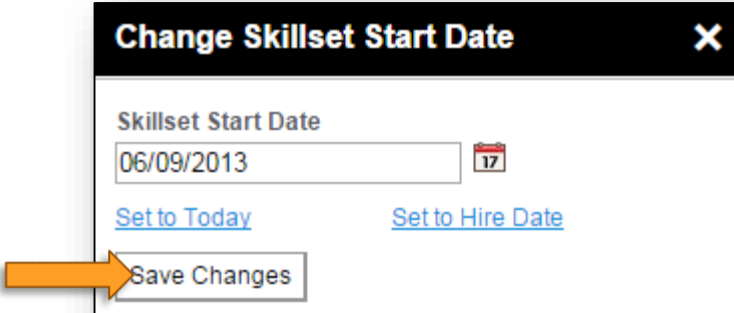 Change Skillset Start Date
Skillset Start Date
06/09/2013
17
Set to Today Set to Hire Date
Save Changes